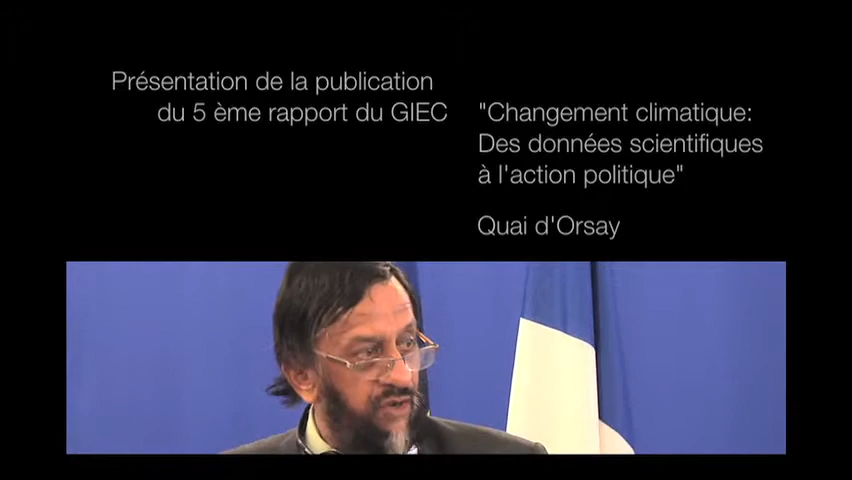 Présentation de la publication
du 5 ème rapport du GIEC
"Changement climatique:
Des données scientifiques
à l'action politique"
Quai d'Orsay